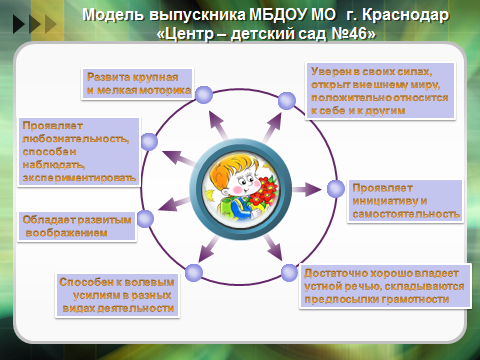 Модель выпускника МБДОУ МО г. Краснодар
«Центр – детский сад №46»
Развита крупная
и мелкая моторика
Уверен в своих силах,
открыт внешнему миру,
положительно относится
к себе и к другим
Проявляет
любознательность,
способен
наблюдать,
экспериментировать
Проявляет
инициативу и
самостоятельность
Обладает развитым
воображением
Способен к волевым
усилиям в разных
видах деятельности
Достаточно хорошо владеет
устной речью, складываются
предпосылки грамотности